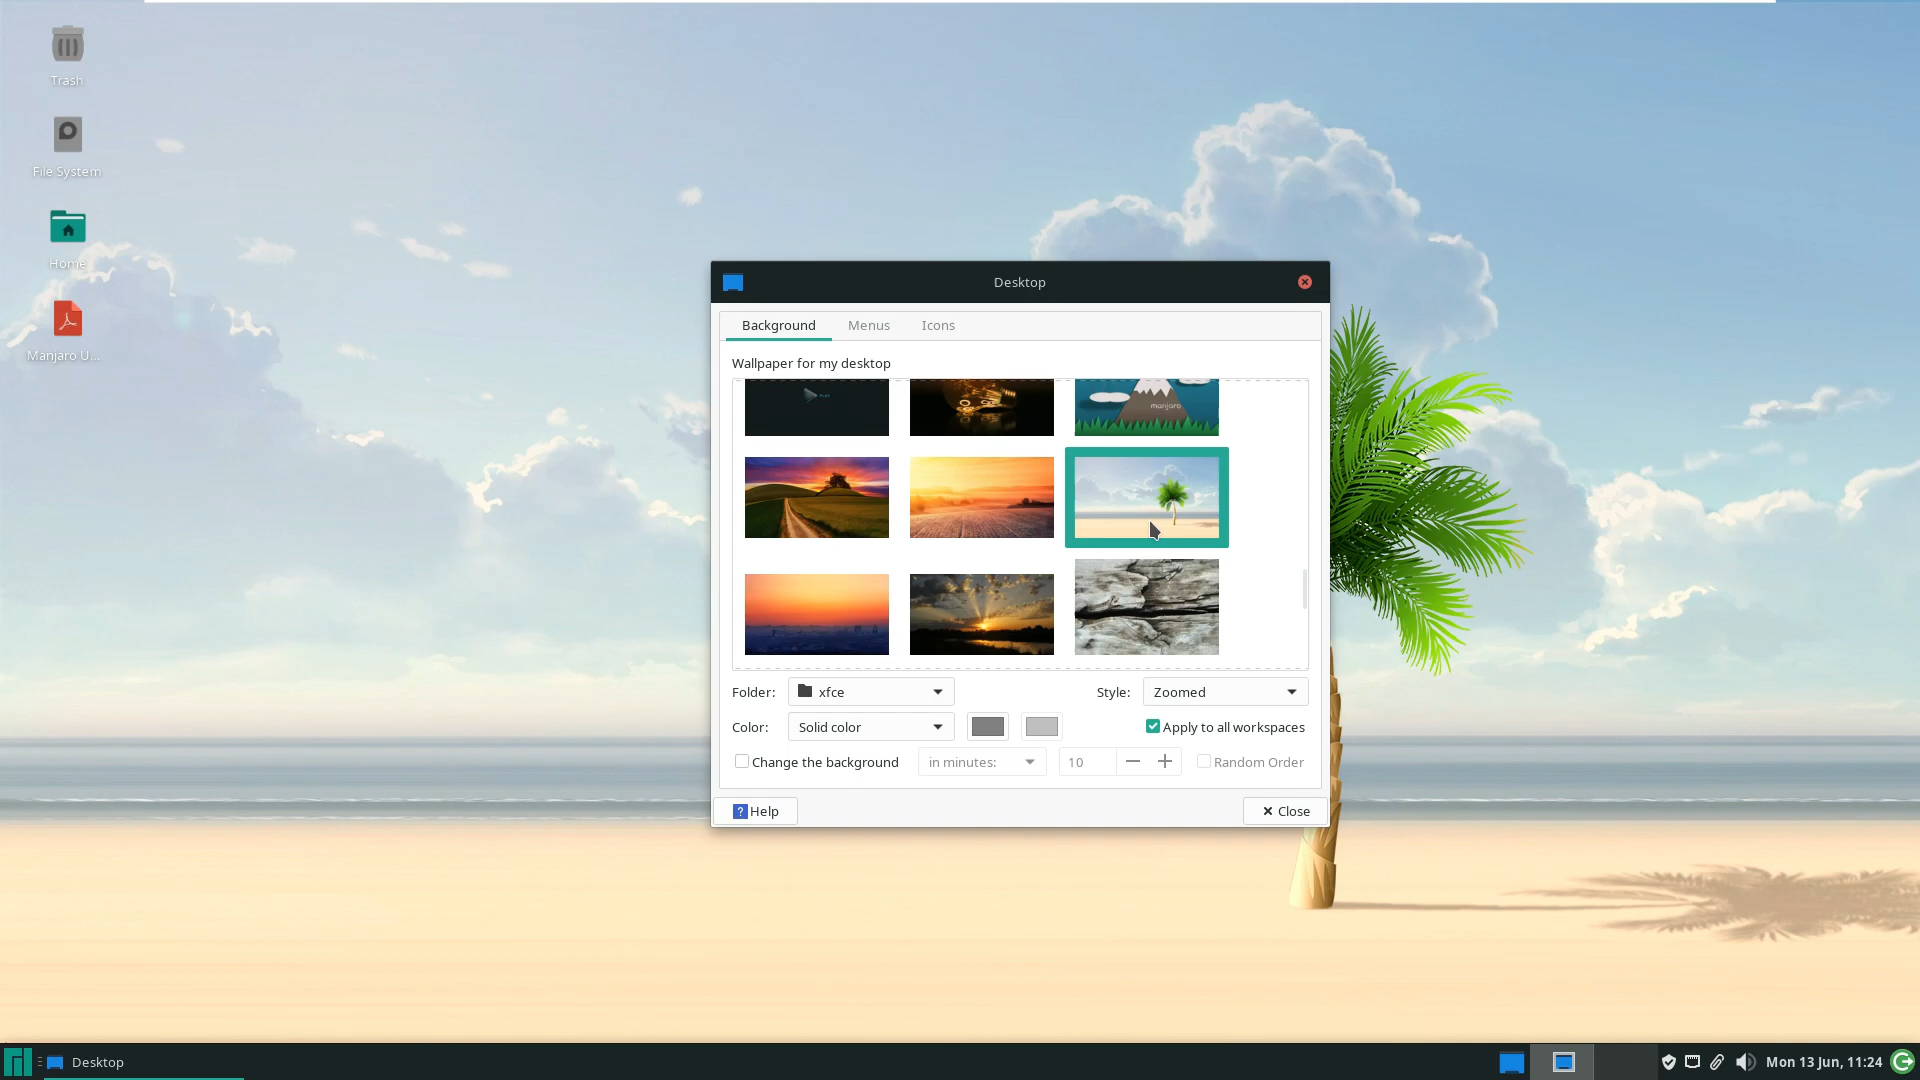 Trash
File System
Home
Manjaro U...
Desktop
Background Menus Icons
Wallpaper for my desktop
manjaro
Folder: xfce Style: Zoomed
Color: Solid color Apply to all workspaces
Change the background in minutes: 10 Random Order
? Help Close
Desktop Mon 13 Jun, 11:24